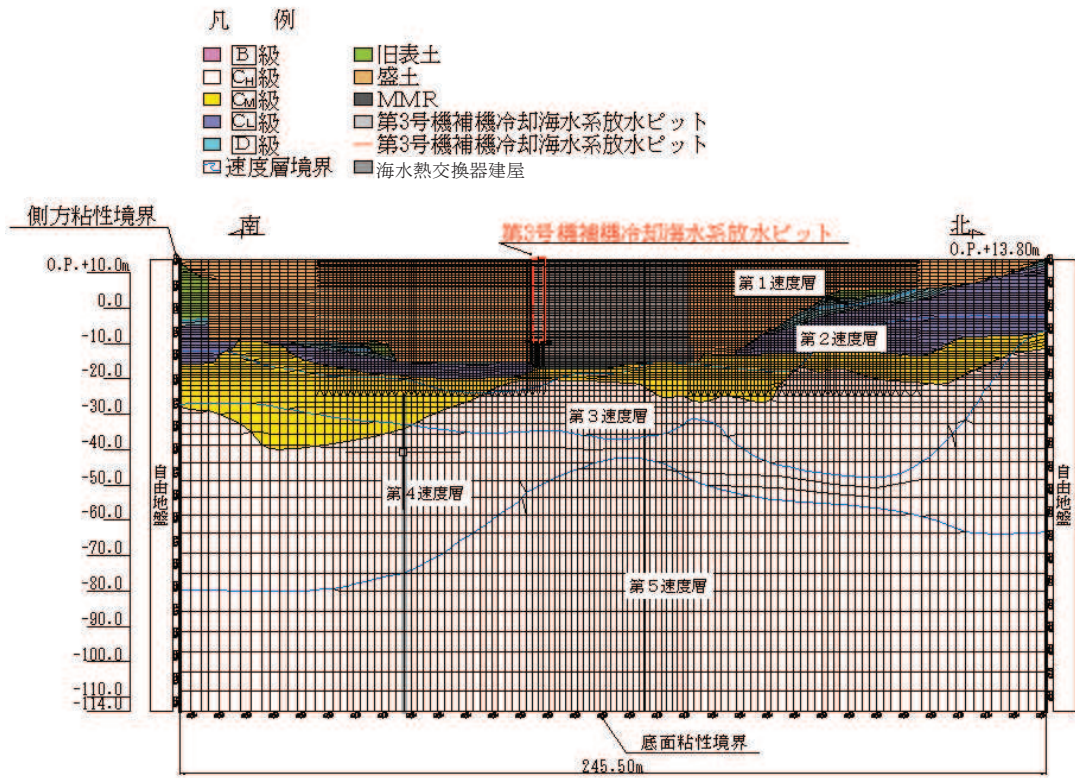 凡 例
B級
CH級
CM級
CL級
D級
速度層境界
旧表土
盛土
MMR
第3号機補機冷却海水系放水ピット
第3号機補機冷却海水系放水ピット
海水熱交換器建屋
側方粘性境界
南
第3号機補機冷却海水系放水ピット
北
O.P.+13.80m
O.P.+10.0m
0.0
-10.0
-20.0
-30.0
-40.0
-50.0
-60.0
-70.0
-80.0
-90.0
-100.0
-110.0
-114.0
自由地盤
第1速度層
第2速度層
第3速度層
第4速度層
第5速度層
自由地盤
底面粘性境界
245.50m